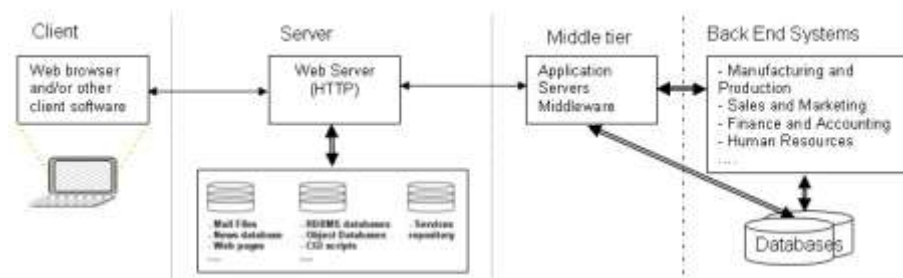 Client
Server
Middle tier
Back End Systems
Web browser
and/or other
client software
Web Server
(HTTP)
Application
Servers
Middleware
- Manufacturing and
Production
- Sales and Marketing
- Finance and Accounting
- Human Resources
....
- Mail Files
- News database
- Web pages
....
- RDBMS databases
- Object Databases
- CGI scripts
....
- Services
repository
Databases